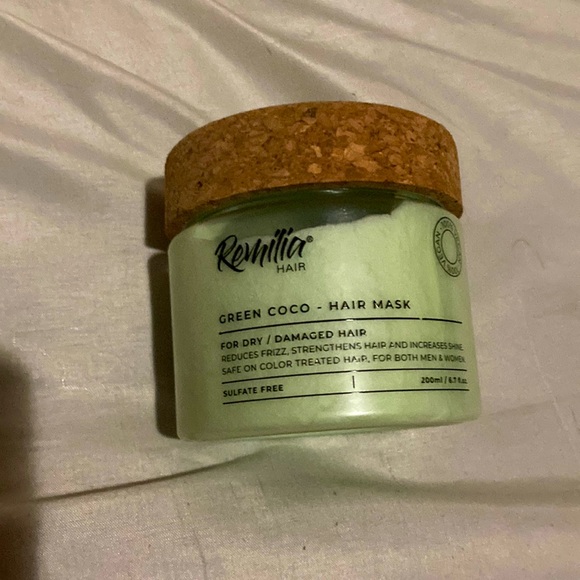 Remilia®
HAIR
VEGAN
GREEN COCO - HAIR MASK
FOR DRY / DAMAGED HAIR
REDUCES FRIZZ, STRENGTHENS HAIR AND INCREASES SHINE.
SAFE ON COLOR TREATED HAIR, FOR BOTH MEN & WOMEN.
SULFATE FREE
200ml / 6.7 fl.oz